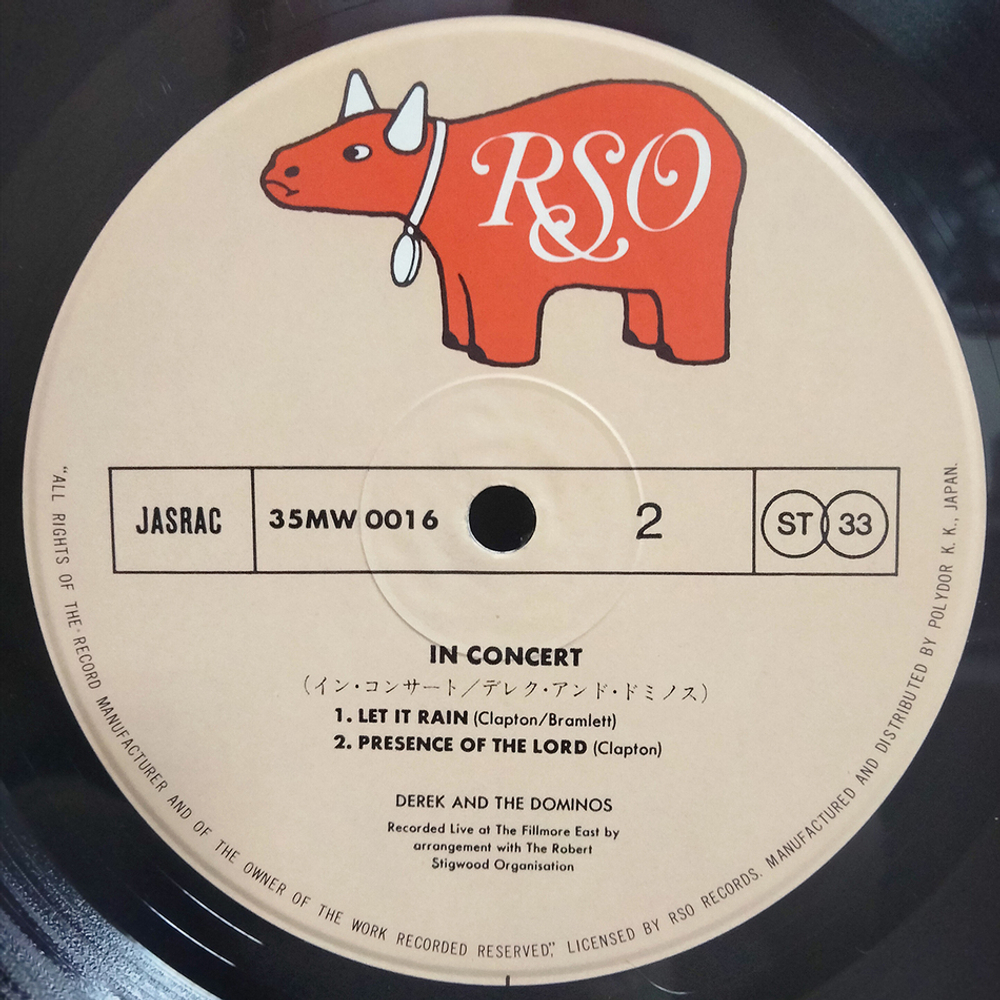 RSO
JASRAC
35MW 0016
2
ST 33
IN CONCERT
(イン・コンサート/デレク・アンド・ドミノス)
1. LET IT RAIN (Clapton/Bramlett)
2. PRESENCE OF THE LORD (Clapton)
DEREK AND THE DOMINOS
Recorded Live at The Fillmore East by
arrangement with The Robert
Stigwood Organisation
"ALL RIGHTS OF THE RECORD MANUFACTURER AND OF THE OWNER OF THE WORK RECORDED RESERVED," LICENSED BY RSO RECORDS. MANUFACTURED AND DISTRIBUTED BY POLYDOR K. K., JAPAN.